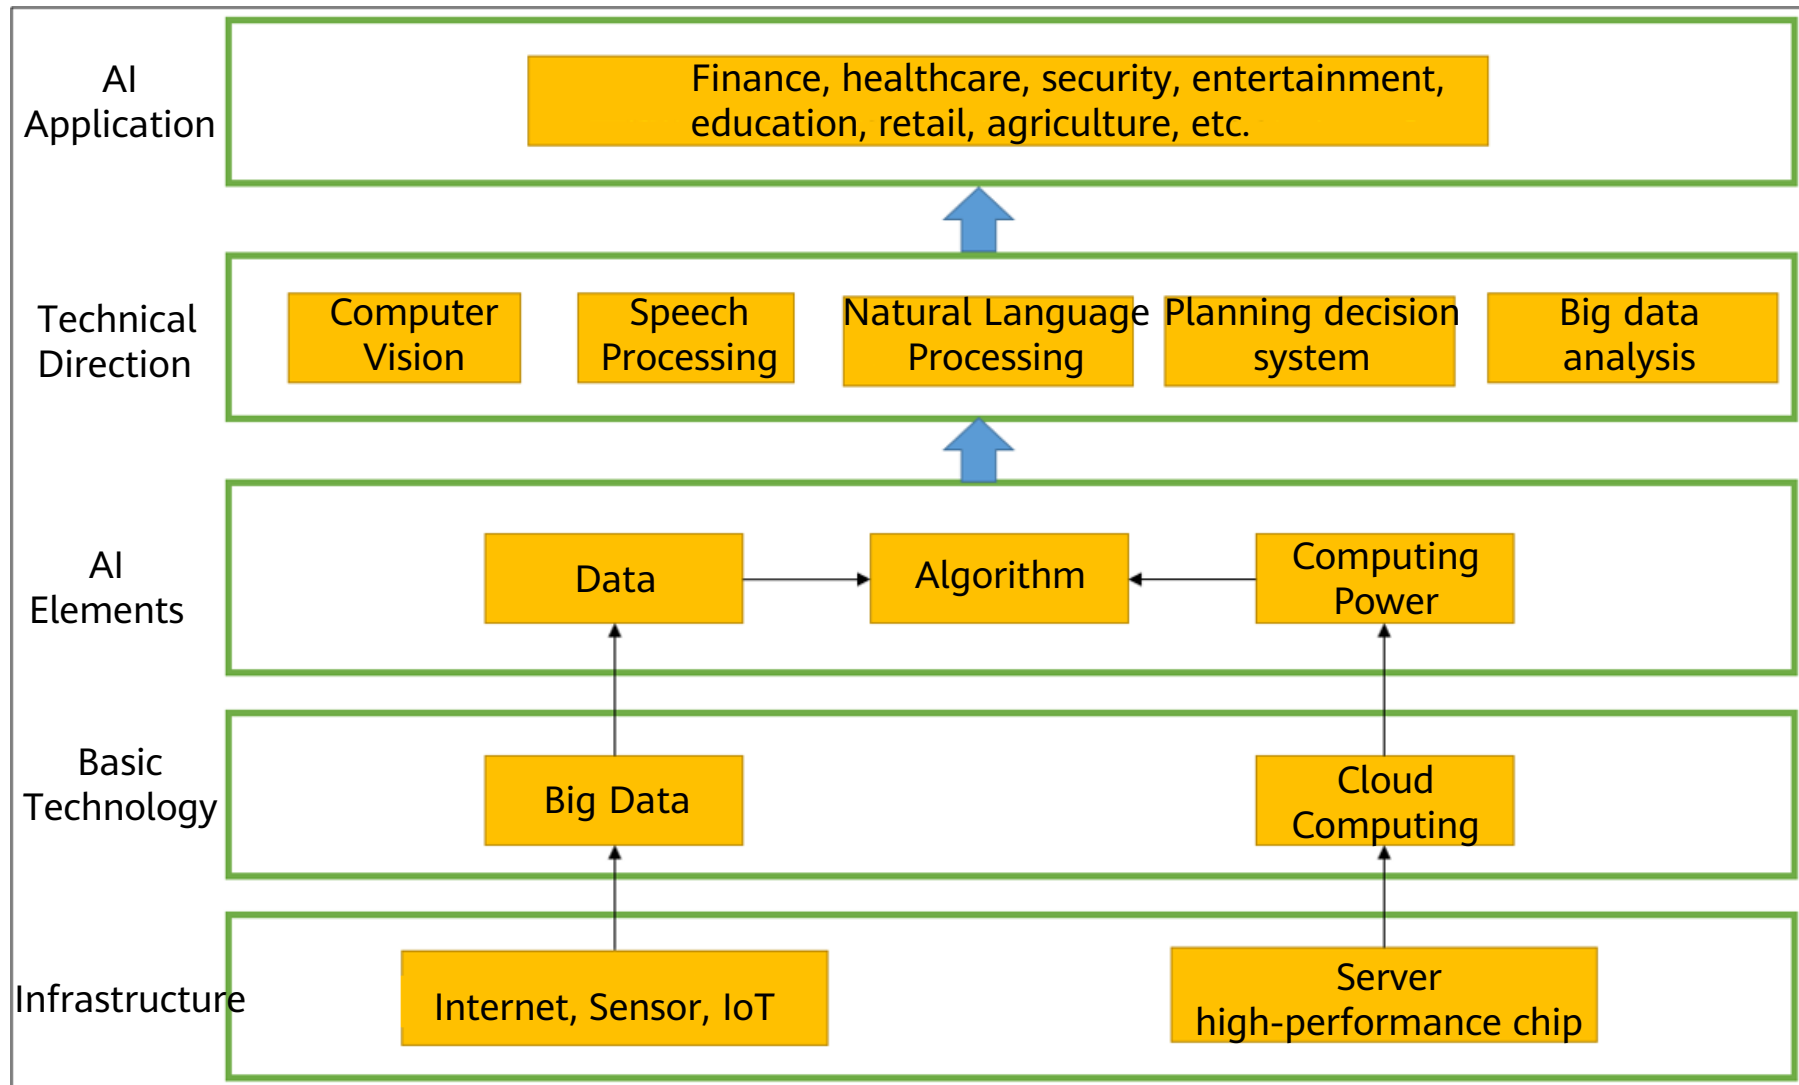 AI
Application
Finance, healthcare, security, entertainment,
education, retail, agriculture, etc.
Technical
Direction
Computer
Vision
Speech
Processing
Natural Language
Processing
Planning decision
system
Big data
analysis
AI
Elements
Data
Algorithm
Computing
Power
Basic
Technology
Big Data
Cloud
Computing
Infrastructure
Internet, Sensor, IoT
Server
high-performance chip